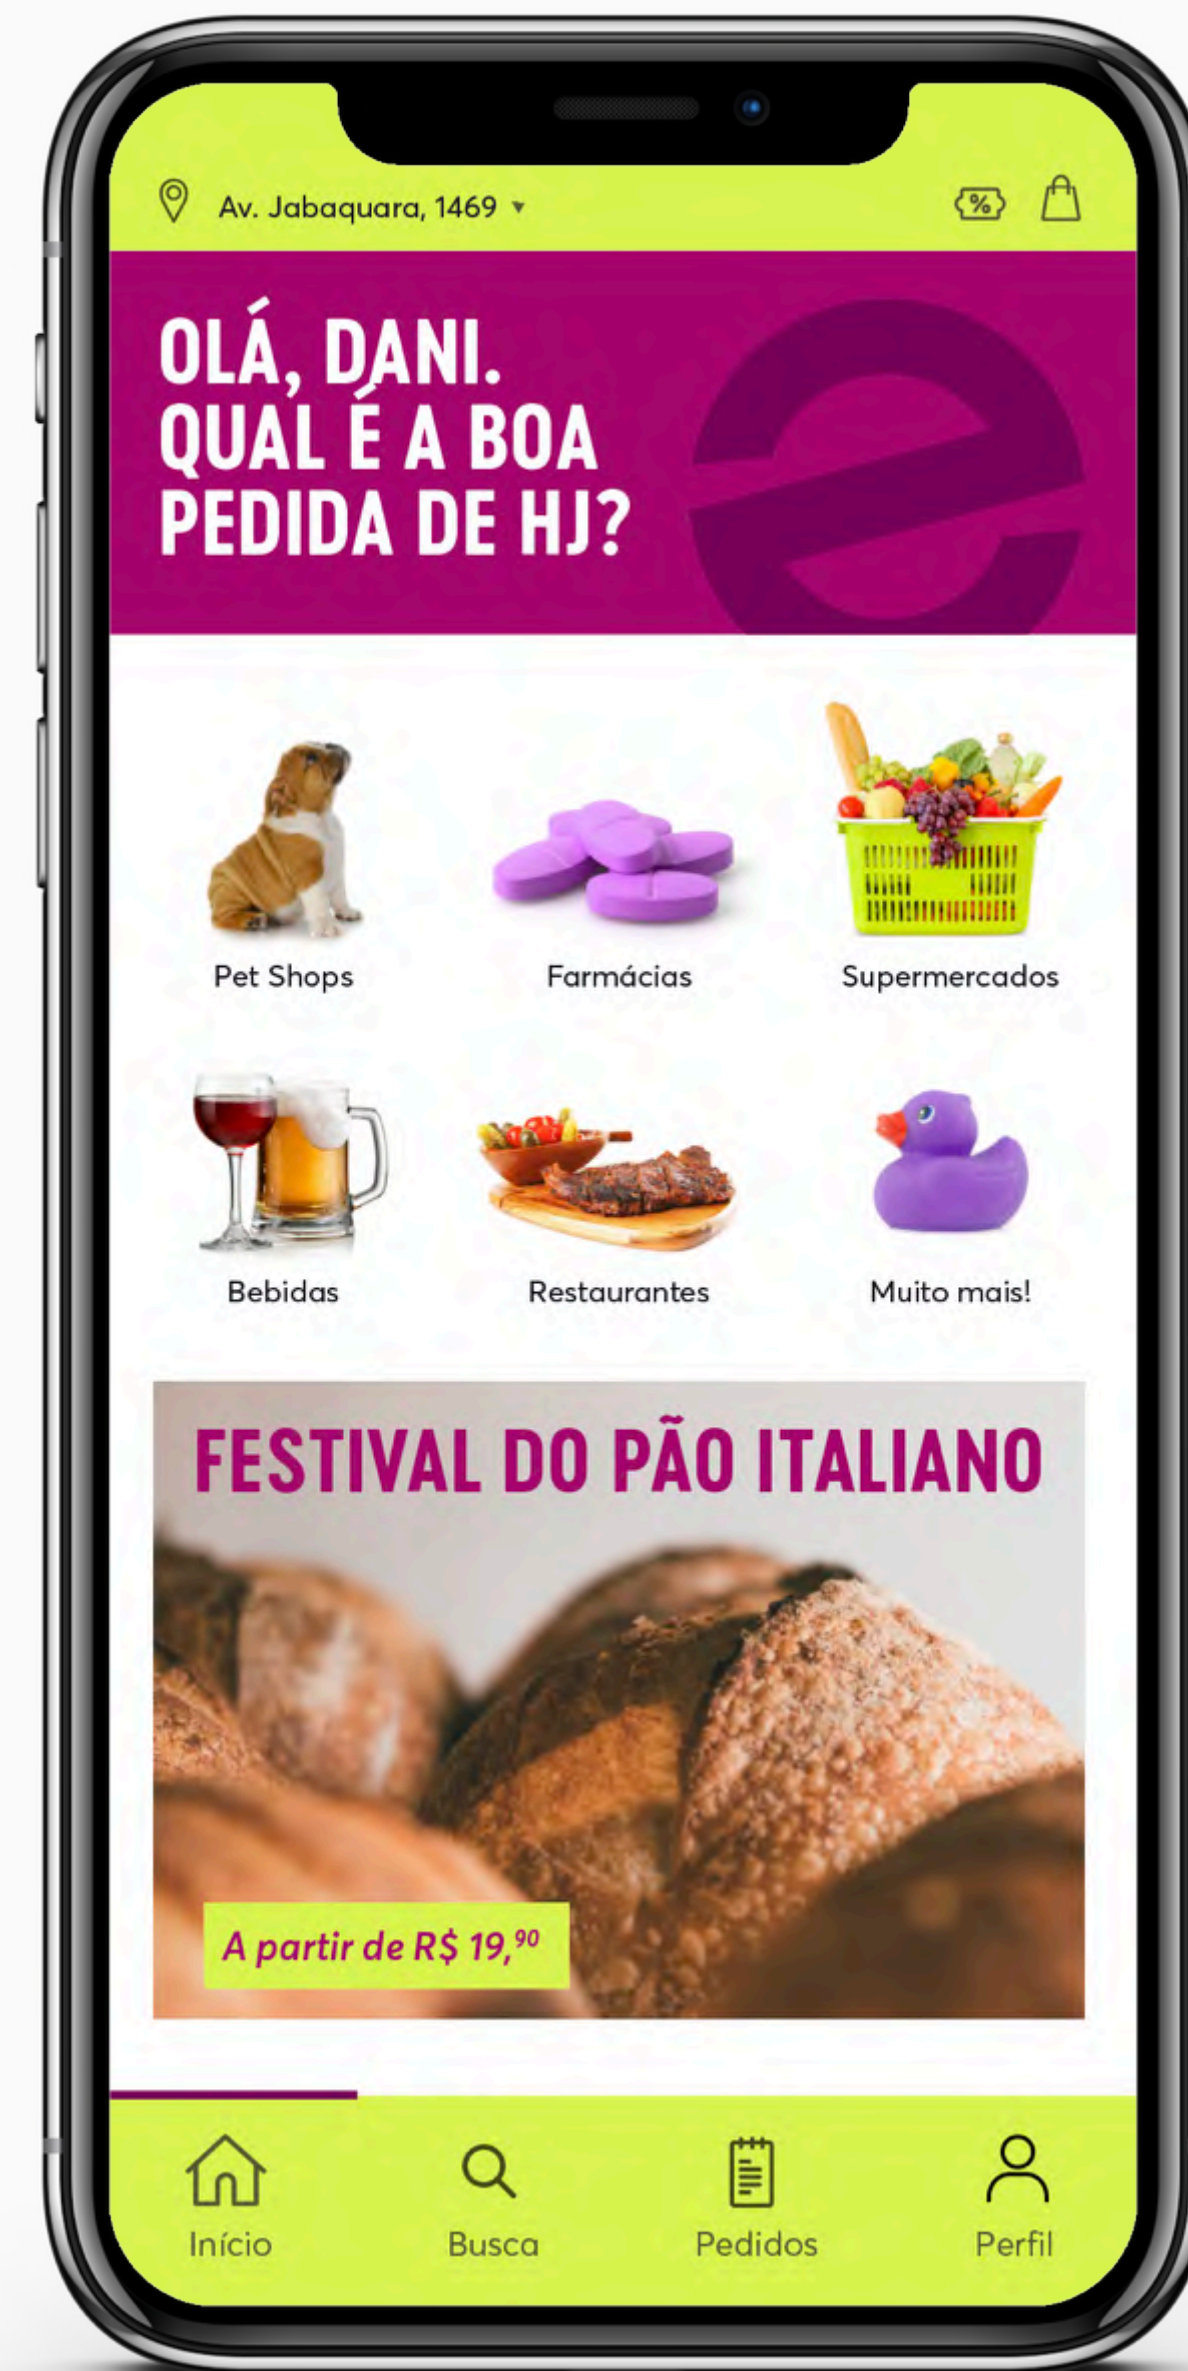 Av. Jabaquara, 1469
OLÁ, DANI.
QUAL É A BOA
PEDIDA DE HJ?
Pet Shops
Farmácias
Supermercados
Bebidas
Restaurantes
Muito mais!
FESTIVAL DO PÃO ITALIANO
A partir de R$ 19,90
Início
Busca
Pedidos
Perfil